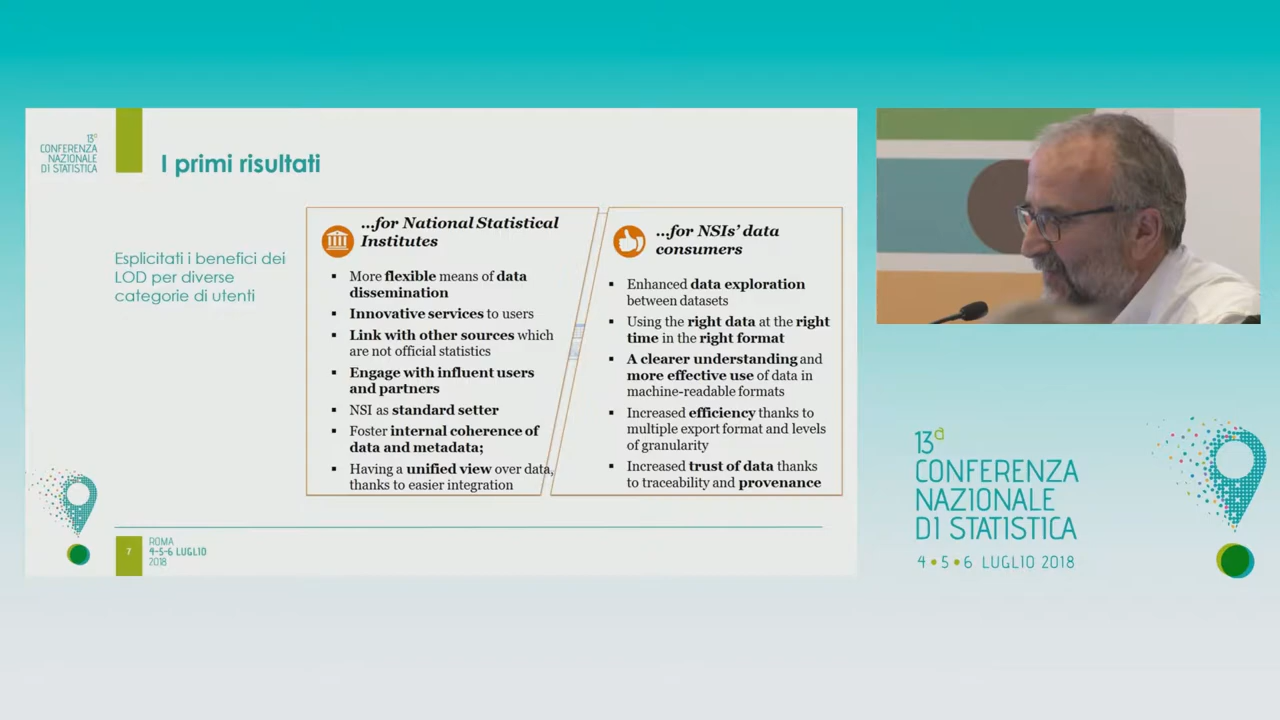 13ª
CONFERENZA
NAZIONALE
DI STATISTICA
I primi risultati
Esplicitati i benefici dei
LOD per diverse
categorie di utenti
...for National Statistical
Institutes
▪ More flexible means of data
dissemination
▪ Innovative services to users
▪ Link with other sources which
are not official statistics
▪ Engage with influent users
and partners
▪ NSI as standard setter
▪ Foster internal coherence of
data and metadata;
▪ Having a unified view over data,
thanks to easier integration
...for NSIs’ data
consumers
▪ Enhanced data exploration
between datasets
▪ Using the right data at the right
time in the right format
▪ A clearer understanding and
more effective use of data in
machine-readable formats
▪ Increased efficiency thanks to
multiple export format and levels
of granularity
▪ Increased trust of data thanks
to traceability and provenance
7
ROMA
4-5-6 LUGLIO
2018
13ª
CONFERENZA
NAZIONALE
DI STATISTICA
4 • 5 • 6 LUGLIO 2018